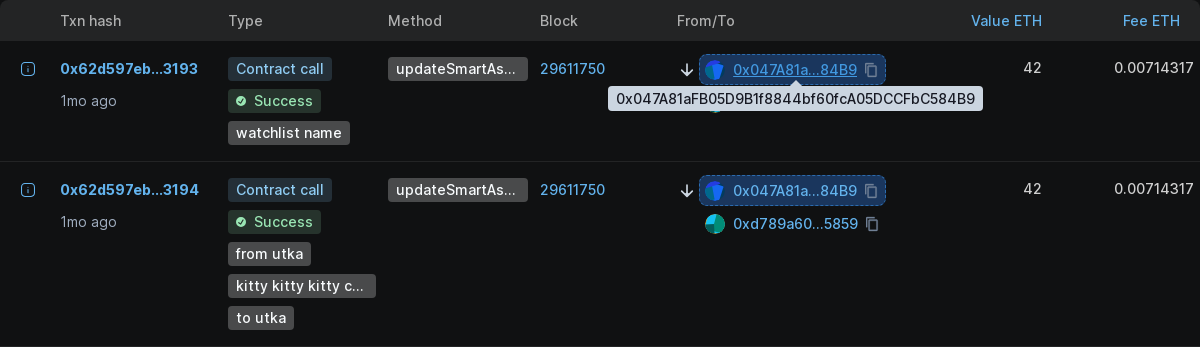 Txn hash Type Method Block From/To Value ETH Fee ETH
0x62d597eb...3193 Contract call updateSmartAs... 29611750 0x047A81a...84B9 42 0.00714317
1mo ago Success 0x047A81aFB05D9B1f8844bf60fcA05DCCFbC584B9
watchlist name
0x62d597eb...3194 Contract call updateSmartAs... 29611750 0x047A81a...84B9 42 0.00714317
1mo ago Success 0xd789a60...5859
from utka
kitty kitty kitty c...
to utka